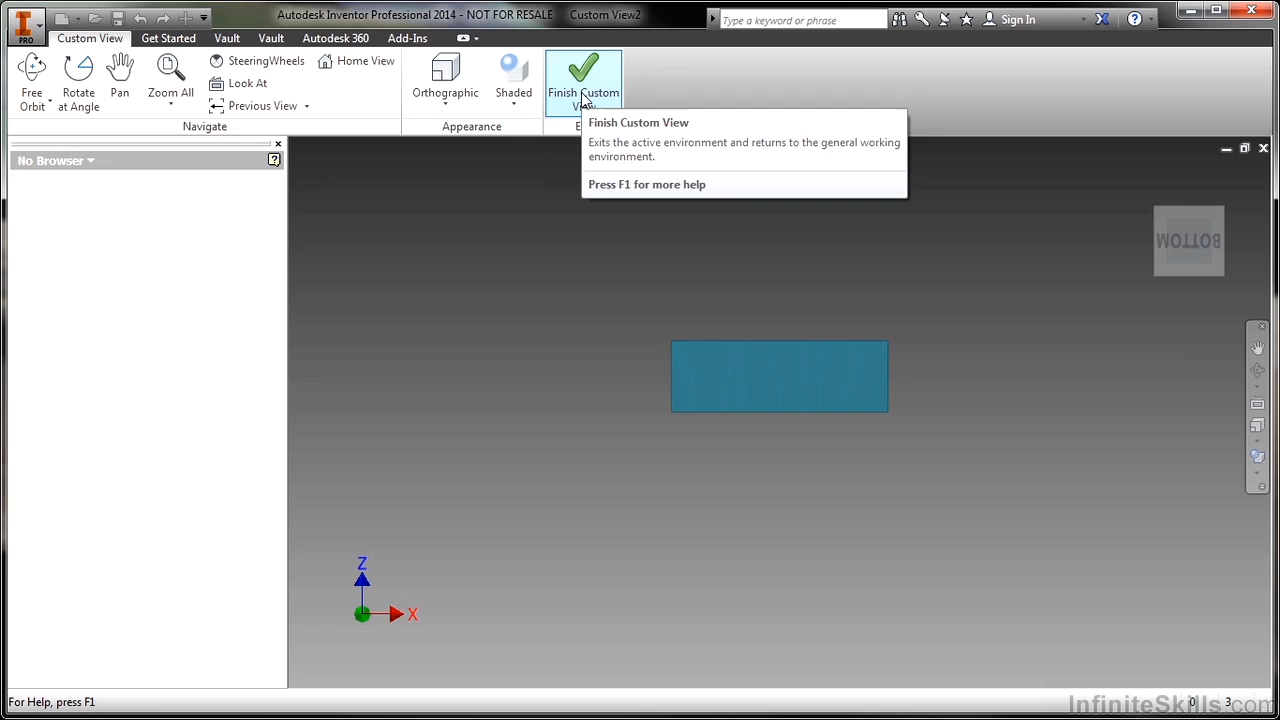 Autodesk Inventor Professional 2014 - NOT FOR RESALE Custom View2
Type a keyword or phrase
Sign In
PRO
Custom View Get Started Vault Vault Autodesk 360 Add-Ins
Free Orbit
Rotate at Angle
Pan
Zoom All
SteeringWheels
Look At
Previous View
Home View
Orthographic
Shaded
Finish Custom
Navigate
Appearance
Finish Custom View
Exits the active environment and returns to the general working
environment.
Press F1 for more help
No Browser
BOTTOM
Z
X
For Help, press F1
0 3
InfiniteSkills.com